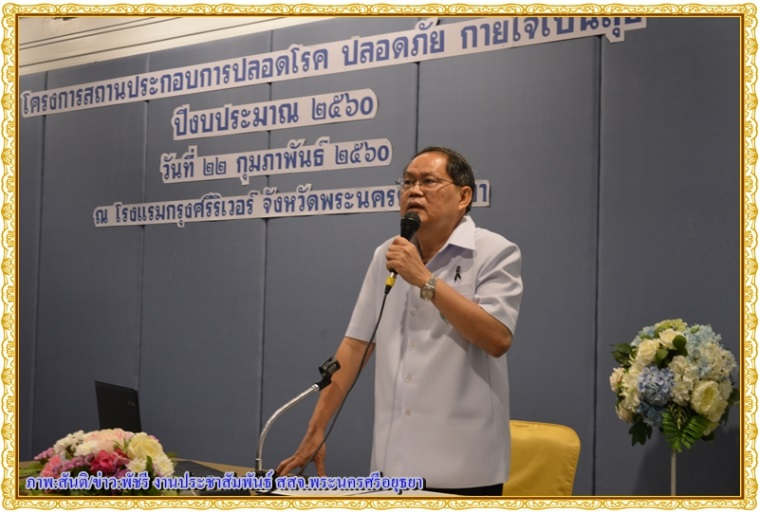 โครงการสถานประกอบการปลอดโรค ปลอดภัย กายใจเป็นสุข
ปีงบประมาณ ๒๕๖๐
วันที่ ๒๒ กุมภาพันธ์ ๒๕๖๐
ณ โรงแรมกรุงศรีริเวอร์ จังหวัดพระนคร
ภาพ:สันติ/ข่าว:พัชรี งานประชาสัมพันธ์ สสจ.พระนครศรีอยุธยา